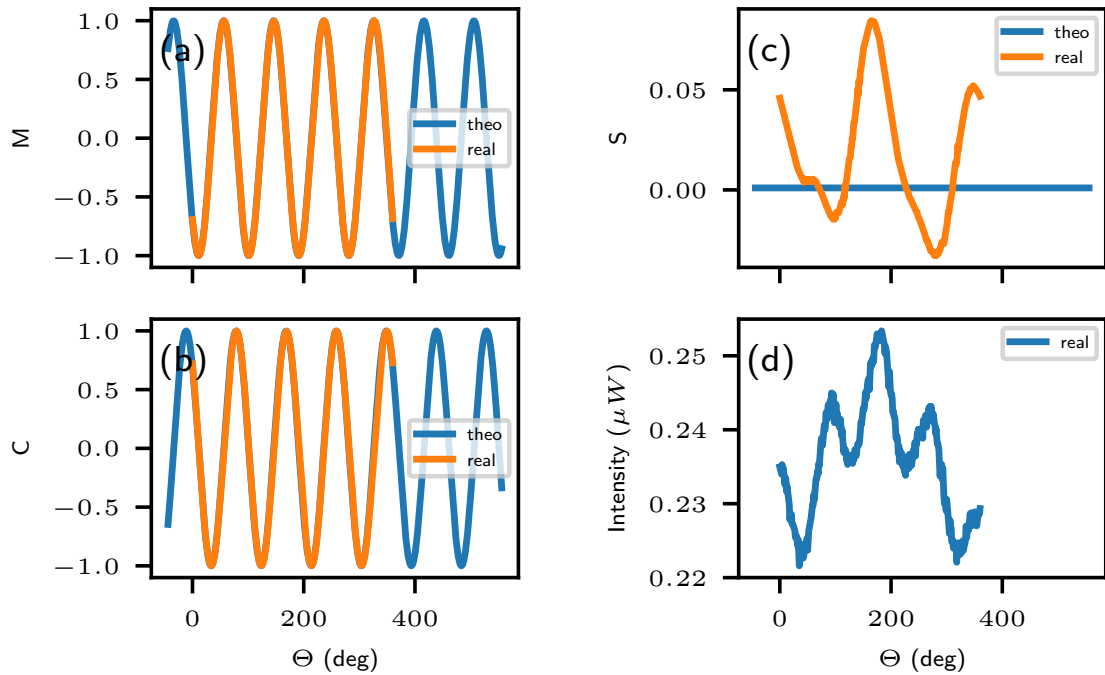 (a)
M
1.0
0.5
0.0
−0.5
−1.0
theo
real
(c)
S
0.05
0.00
theo
real
(b)
C
1.0
0.5
0.0
−0.5
−1.0
theo
real
0
200
400
Θ (deg)
(d)
Intensity (μW)
0.25
0.24
0.23
0.22
real
0
200
400
Θ (deg)